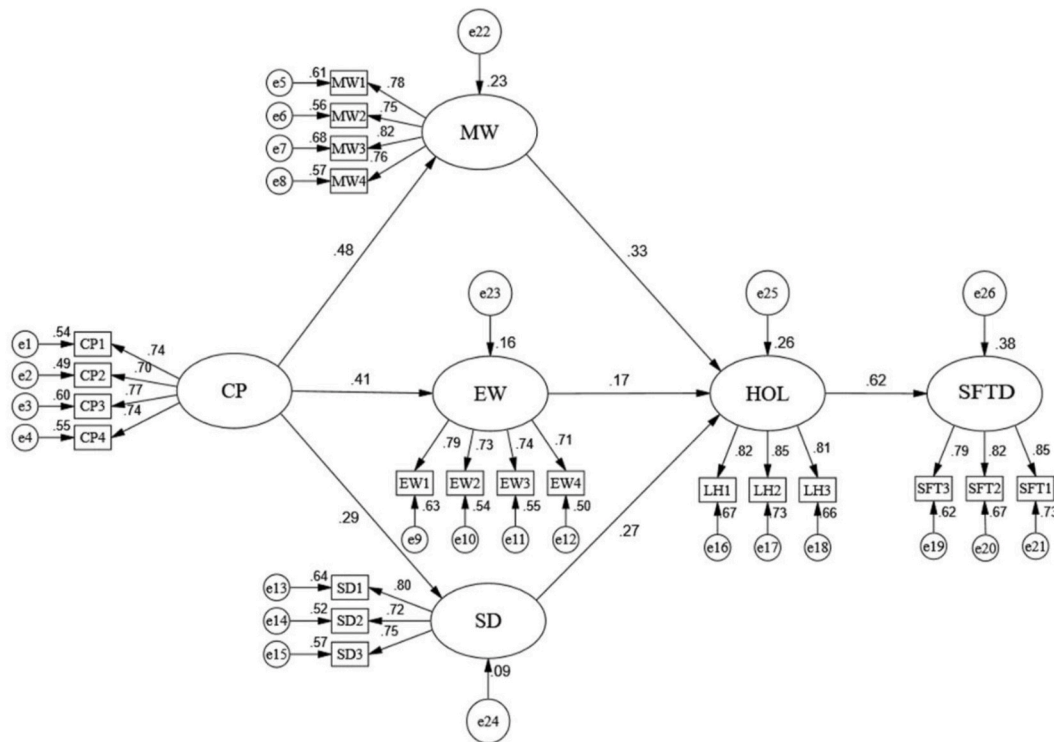 e22
.23
MW
e5
.61
MW1
.78
e6
.56
MW2
.75
e7
.68
MW3
.82
e8
.57
MW4
.76
.48
.33
e23
.16
EW
e25
.26
HOL
e26
.38
SFTD
e1
.54
CP1
.74
e2
.49
CP2
.70
e3
.60
CP3
.77
e4
.55
CP4
.74
CP
.41
.17
.62
.79
.73
.74
.71
EW1
EW2
EW3
EW4
.63
.54
.55
.50
e9
e10
e11
e12
.82
.85
.81
LH1
LH2
LH3
.67
.73
.66
e16
e17
e18
.79
.82
.85
SFT3
SFT2
SFT1
.62
.67
.73
e19
e20
e21
.29
.27
e13
.64
SD1
.80
e14
.52
SD2
.72
e15
.57
SD3
.75
SD
.09
e24